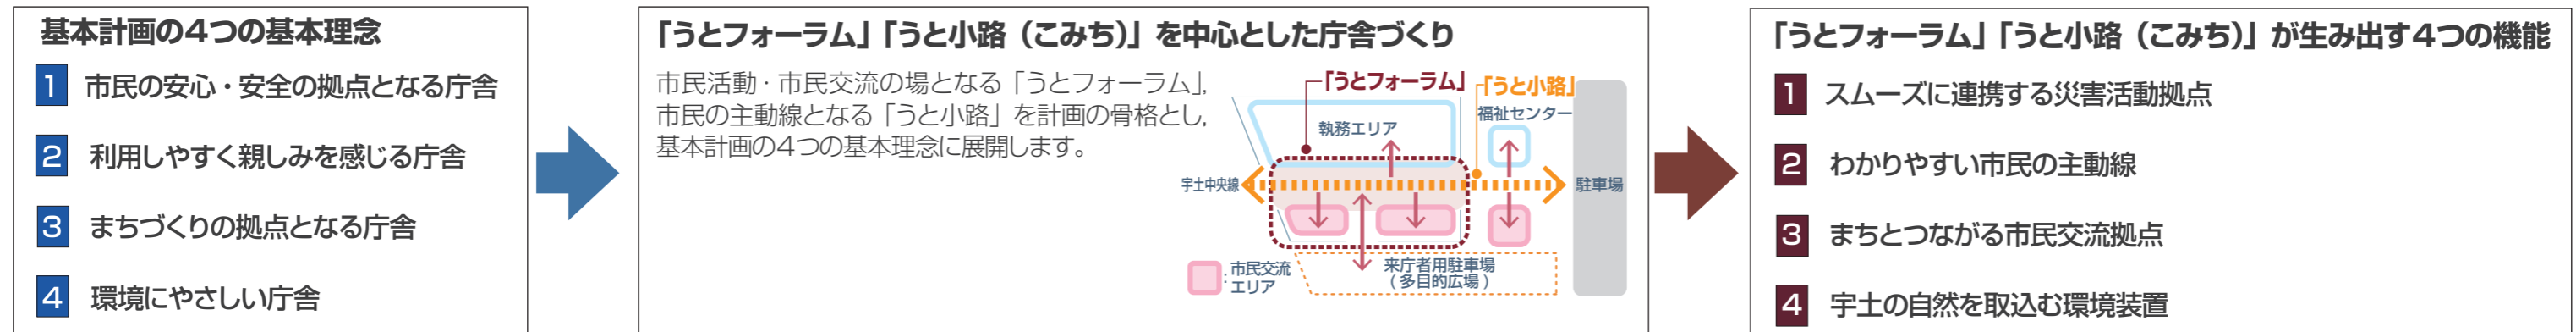 基本計画の4つの基本理念
1 市民の安心・安全の拠点となる庁舎
2 利用しやすく親しみを感じる庁舎
3 まちづくりの拠点となる庁舎
4 環境にやさしい庁舎
「うとフォーラム」「うと小路（こみち）」を中心とした庁舎づくり
市民活動・市民交流の場となる「うとフォーラム」,
市民の主動線となる「うと小路」を計画の骨格とし,
基本計画の4つの基本理念に展開します。
「うとフォーラム」
「うと小路」
福祉センター
執務エリア
宇土中央線
駐車場
:市民交流
エリア
来庁者用駐車場
(多目的広場)
「うとフォーラム」「うと小路（こみち）」が生み出す4つの機能
1 スムーズに連携する災害活動拠点
2 わかりやすい市民の主動線
3 まちとつながる市民交流拠点
4 宇土の自然を取込む環境装置